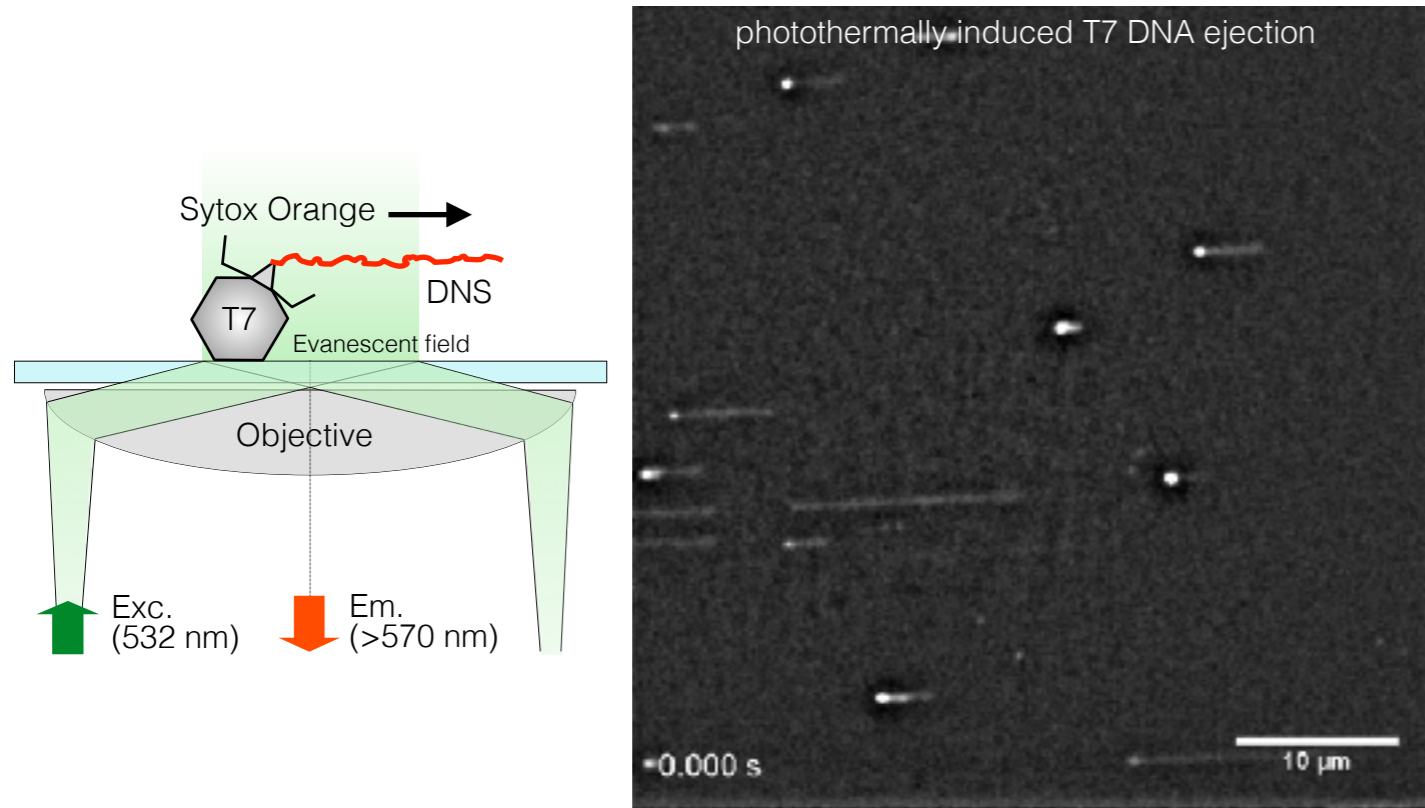 Sytox Orange
DNS
T7
Evanescent field
Objective
Exc.
(532 nm)
Em.
(>570 nm)
photothermally induced T7 DNA ejection
0.000 s
10 µm